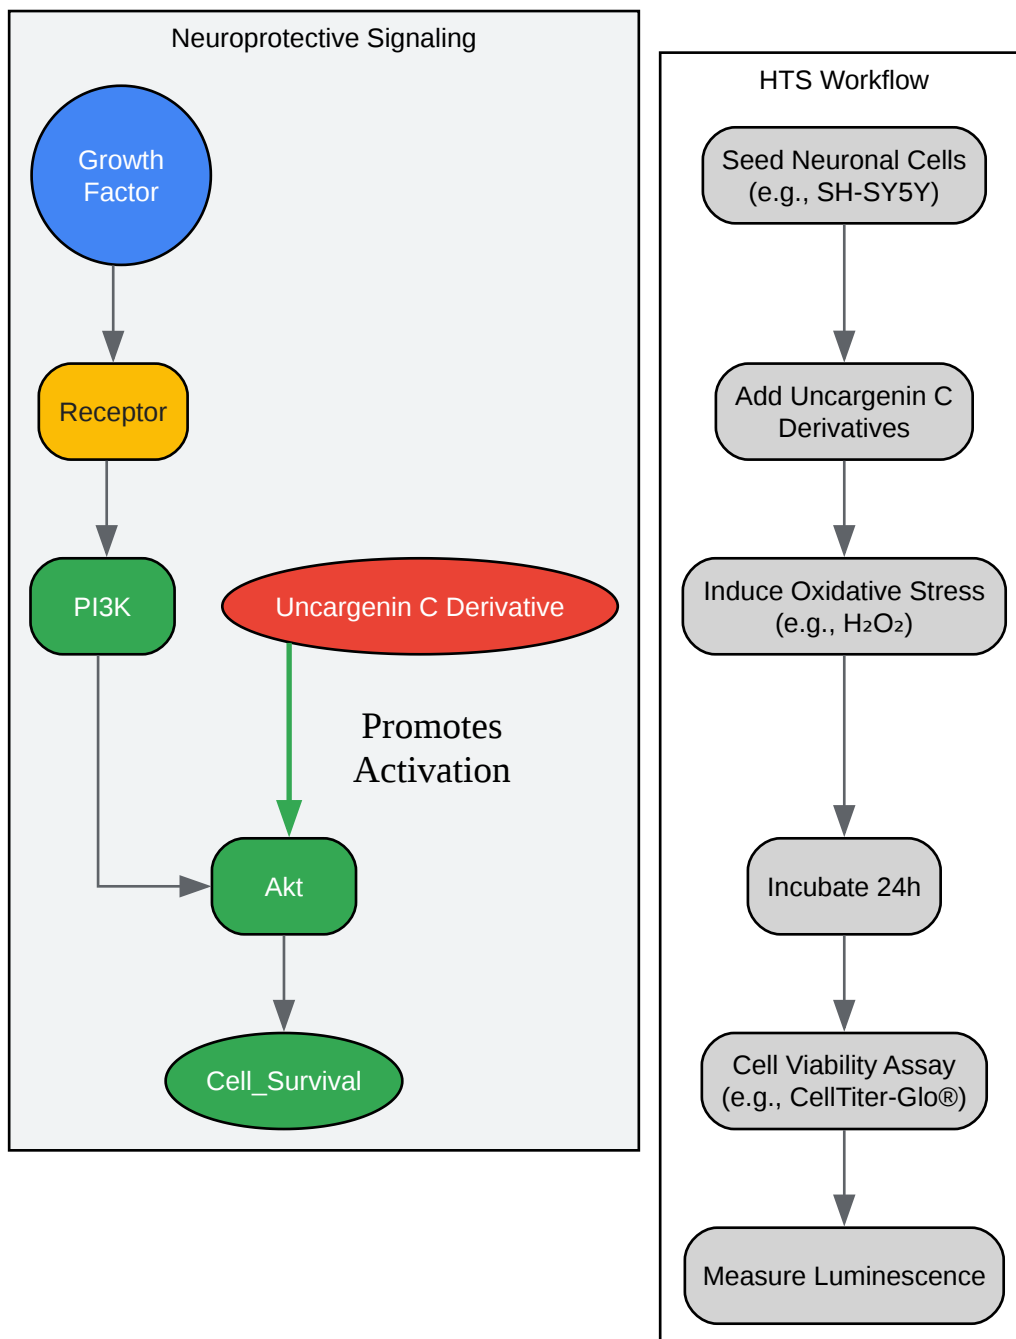 Neuroprotective Signaling
Growth
Factor
Receptor
PI3K
Uncargenin C Derivative
Promotes
Activation
Akt
Cell_Survival
HTS Workflow
Seed Neuronal Cells
(e.g., SH-SY5Y)
Add Uncargenin C
Derivatives
Induce Oxidative Stress
(e.g., H₂O₂)
Incubate 24h
Cell Viability Assay
(e.g., CellTiter-Glo®)
Measure Luminescence